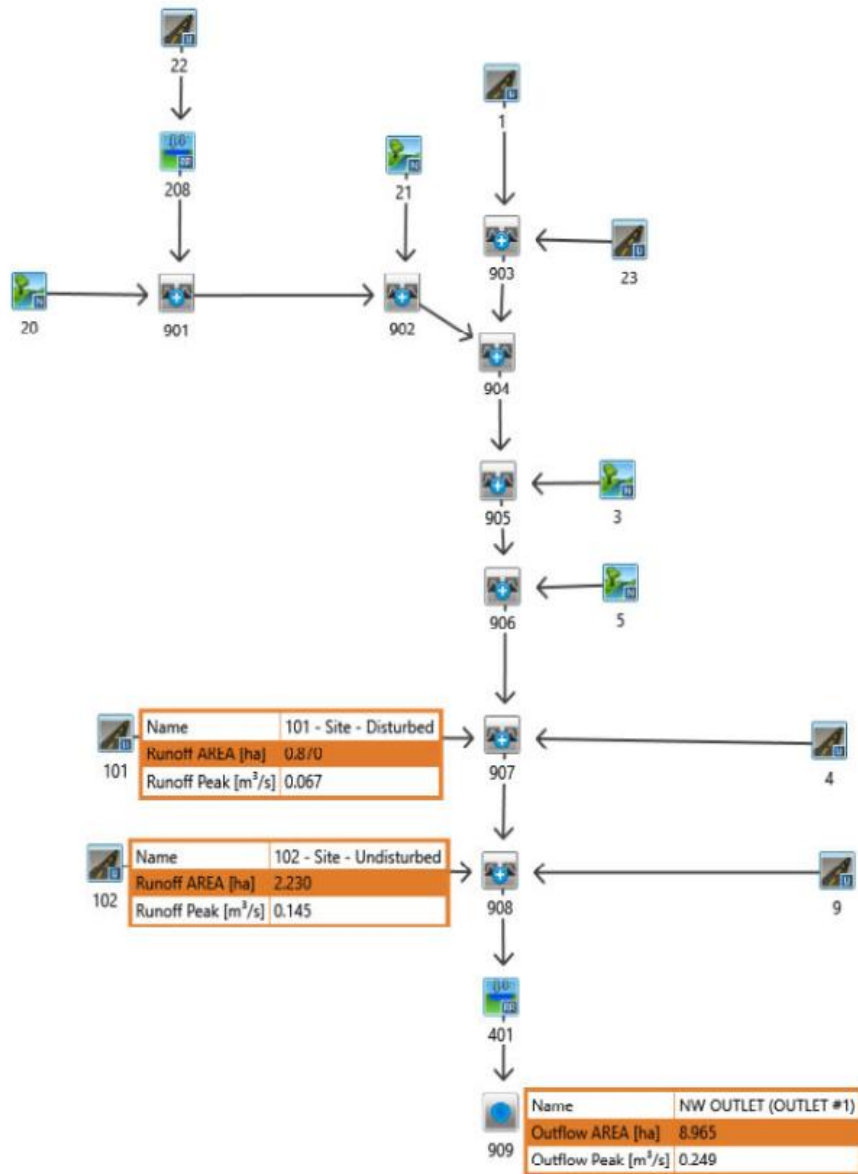 22
1
208
21
903
23
20
901
902
904
905
3
906
5
Name 101 - Site - Disturbed
Runoff AREA [ha] 0.870
Runoff Peak [m³/s] 0.067
101
907
4
Name 102 - Site - Undisturbed
Runoff AREA [ha] 2.230
Runoff Peak [m³/s] 0.145
102
908
9
401
909
Name NW OUTLET (OUTLET #1)
Outflow AREA [ha] 8.965
Outflow Peak [m³/s] 0.249